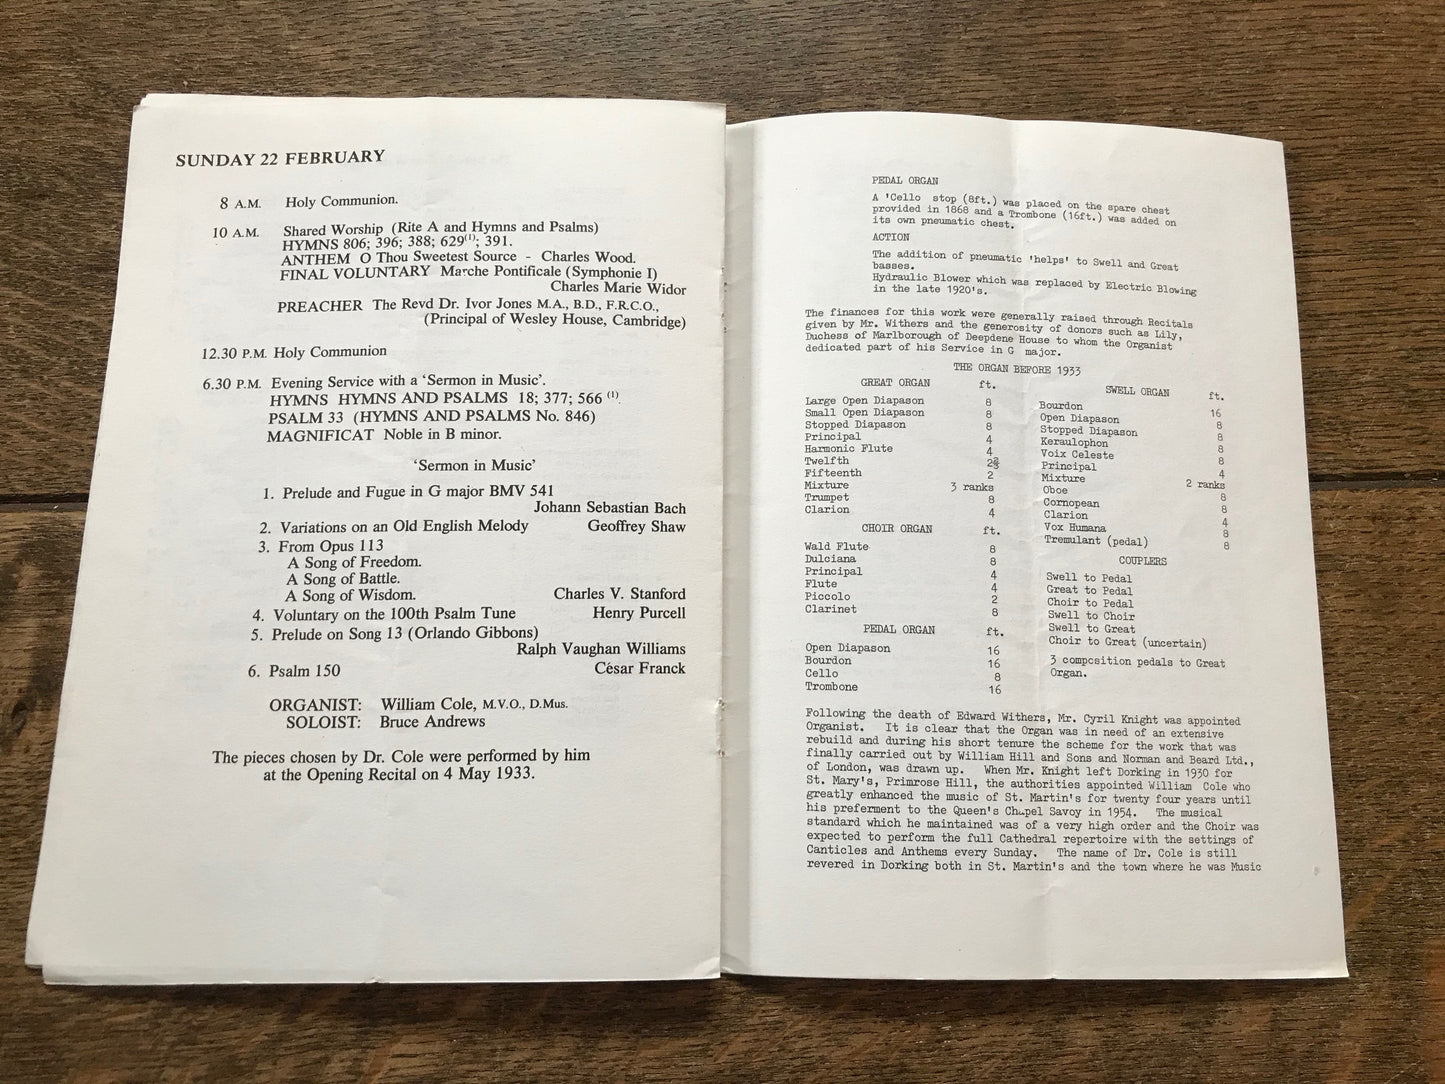 SUNDAY 22 FEBRUARY
8 A.M. Holy Communion.
10 A.M. Shared Worship (Rite A and Hymns and Psalms)
HYMNS 806; 396; 388; 629(1); 391.
ANTHEM O Thou Sweetest Source - Charles Wood.
FINAL VOLUNTARY Marche Pontificale (Symphonie I)
Charles Marie Widor
PREACHER The Revd Dr. Ivor Jones M.A., B.D., F.R.C.O.,
(Principal of Wesley House, Cambridge)
12.30 P.M. Holy Communion
6.30 P.M. Evening Service with a ‘Sermon in Music’.
HYMNS HYMNS AND PSALMS 18; 377; 566 (1).
PSALM 33 (HYMNS AND PSALMS No. 846)
MAGNIFICAT Noble in B minor.
‘Sermon in Music’
1. Prelude and Fugue in G major BMV 541
Johann Sebastian Bach
2. Variations on an Old English Melody Geoffrey Shaw
3. From Opus 113
A Song of Freedom.
A Song of Battle.
A Song of Wisdom. Charles V. Stanford
4. Voluntary on the 100th Psalm Tune Henry Purcell
5. Prelude on Song 13 (Orlando Gibbons)
Ralph Vaughan Williams
6. Psalm 150 César Franck
ORGANIST: William Cole, M.V.O., D.Mus.
SOLOIST: Bruce Andrews
The pieces chosen by Dr. Cole were performed by him
at the Opening Recital on 4 May 1933.
PEDAL ORGAN
A 'Cello stop (8ft.) was placed on the spare chest
provided in 1868 and a Trombone (16ft.) was added on
its own pneumatic chest.
ACTION
The addition of pneumatic 'helps' to Swell and Great
basses.
Hydraulic Blower which was replaced by Electric Blowing
in the late 1920's.
The finances for this work were generally raised through Recitals
given by Mr. Withers and the generosity of donors such as Lily,
Duchess of Marlborough of Deepdene House to whom the Organist
dedicated part of his Service in G major.
THE ORGAN BEFORE 1933
GREAT ORGAN ft.
Large Open Diapason 8
Small Open Diapason 8
Stopped Diapason 8
Principal 4
Harmonic Flute 4
Twelfth 2⅔
Fifteenth 2
Mixture 3 ranks
Trumpet 8
Clarion 4
CHOIR ORGAN ft.
Wald Flute 8
Dulciana 8
Principal 4
Flute 4
Piccolo 2
Clarinet 8
PEDAL ORGAN ft.
Open Diapason 16
Bourdon 16
Cello 8
Trombone 16
SWELL ORGAN ft.
Bourdon 16
Open Diapason 8
Stopped Diapason 8
Keraulophon 8
Voix Celeste 8
Principal 4
Mixture 2 ranks
Oboe 8
Cornopean 8
Clarion 4
Vox Humana 8
Tremulant (pedal) 8
COUPLERS
Swell to Pedal
Great to Pedal
Choir to Pedal
Swell to Choir
Swell to Great
Choir to Great (uncertain)
3 composition pedals to Great
Organ.
Following the death of Edward Withers, Mr. Cyril Knight was appointed
Organist. It is clear that the Organ was in need of an extensive
rebuild and during his short tenure the scheme for the work that was
finally carried out by William Hill and Sons and Norman and Beard Ltd.,
of London, was drawn up. When Mr. Knight left Dorking in 1930 for
St. Mary's, Primrose Hill, the authorities appointed William Cole who
greatly enhanced the music of St. Martin's for twenty four years until
his preferment to the Queen's Chapel Savoy in 1954. The musical
standard which he maintained was of a very high order and the Choir was
expected to perform the full Cathedral repertoire with the settings of
Canticles and Anthems every Sunday. The name of Dr. Cole is still
revered in Dorking both in St. Martin's and the town where he was Music